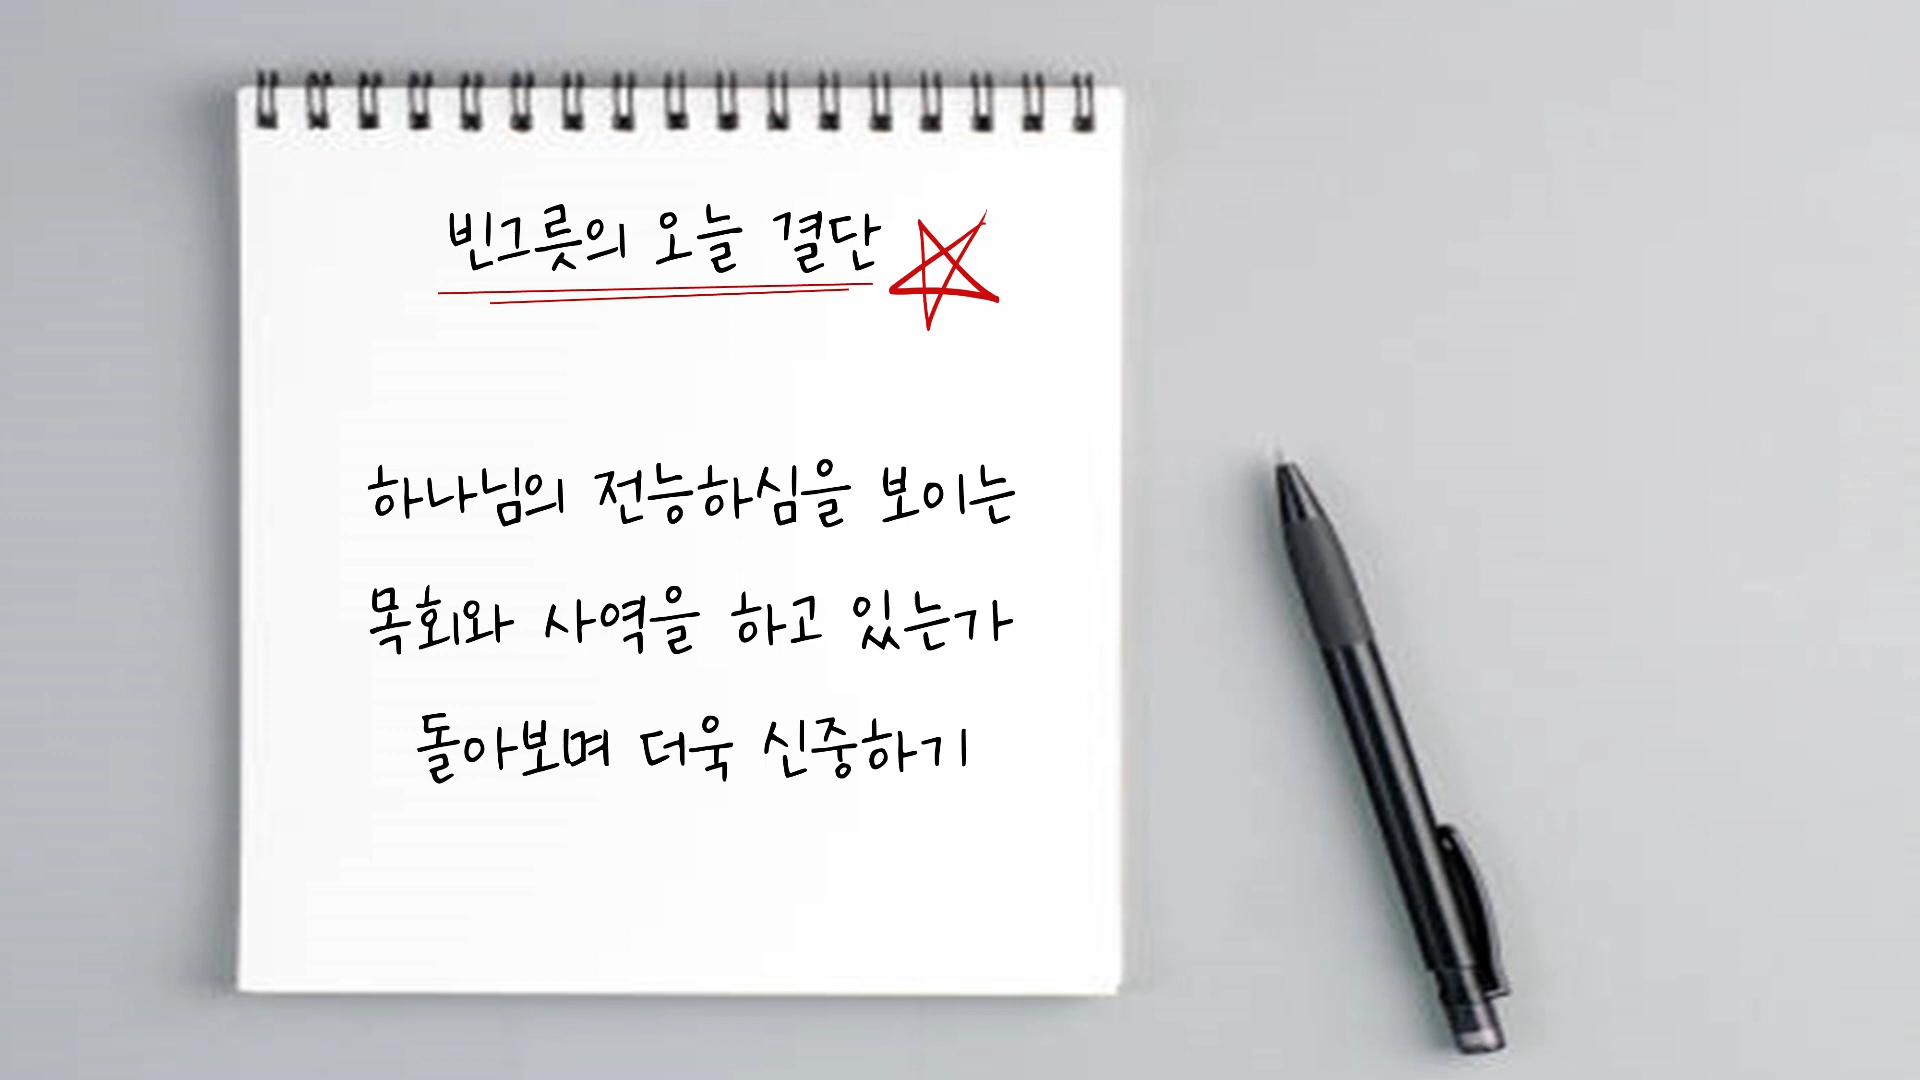 빈그릇의 오늘 결단
하나님의 전능하심을 보이는
목회와 사역을 하고 있는가
돌아보며 더욱 신중하기